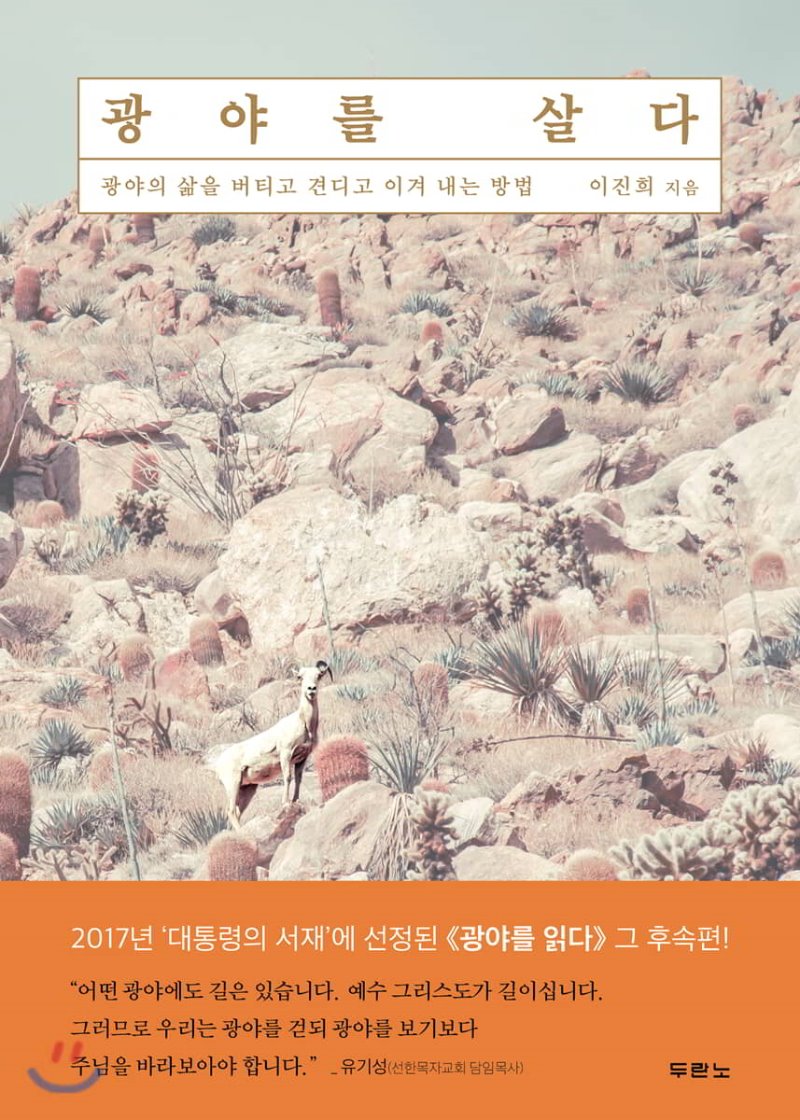 광야를 살다
광야의 삶을 버티고 견디고 이겨 내는 방법 이진희 지음
2017년 ‘대통령의 서재’에 선정된 《광야를 읽다》 그 후속편!
“어떤 광야에도 길은 있습니다. 예수 그리스도가 길이십니다.
그러므로 우리는 광야를 걷되 광야를 보기보다
주님을 바라보아야 합니다.” _ 유기성(선한목자교회 담임목사)
두란노